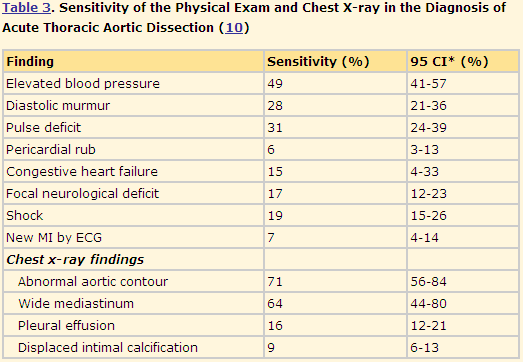 Table 3. Sensitivity of the Physical Exam and Chest X-ray in the Diagnosis of
Acute Thoracic Aortic Dissection (10)
Finding Sensitivity (%) 95 CI* (%)
Elevated blood pressure 49 41-57
Diastolic murmur 28 21-36
Pulse deficit 31 24-39
Pericardial rub 6 3-13
Congestive heart failure 15 4-33
Focal neurological deficit 17 12-23
Shock 19 15-26
New MI by ECG 7 4-14
Chest x-ray findings
Abnormal aortic contour 71 56-84
Wide mediastinum 64 44-80
Pleural effusion 16 12-21
Displaced intimal calcification 9 6-13